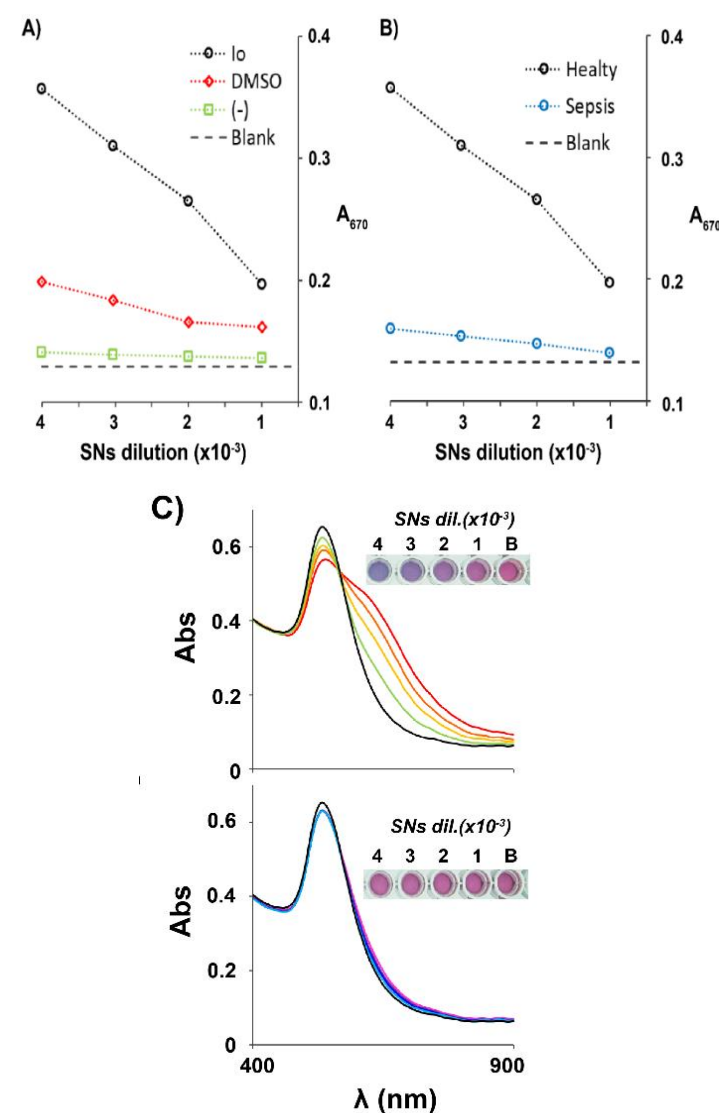 A)
Io
DMSO
(-)
Blank
0.4
0.3
0.2
0.1
A670
4 3 2 1
SNs dilution (x10-3)
B)
Healty
Sepsis
Blank
0.4
0.3
0.2
0.1
A670
4 3 2 1
SNs dilution (x10-3)
C)
SNs dil.(x10-3)
4 3 2 1 B
Abs
0.6
0.4
0.2
0
SNs dil.(x10-3)
4 3 2 1 B
Abs
0.6
0.4
0.2
0
400 900
λ (nm)